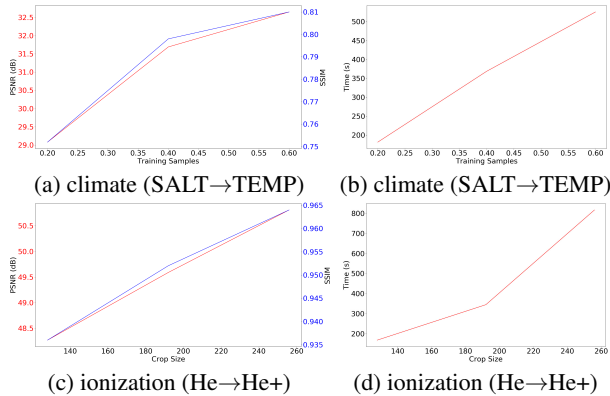 32.5
32.0
31.5
31.0
30.5
30.0
29.5
29.0
PSNR (dB)
0.81
0.80
0.79
0.78
0.77
0.76
0.75
SSIM
0.20 0.25 0.30 0.35 0.40 0.45 0.50 0.55 0.60
Training Samples
500
450
400
350
300
250
200
Time (s)
0.20 0.25 0.30 0.35 0.40 0.45 0.50 0.55 0.60
Training Samples
(a) climate (SALT→TEMP)
(b) climate (SALT→TEMP)
50.5
50.0
49.5
49.0
48.5
PSNR (dB)
0.965
0.960
0.955
0.950
0.945
0.940
0.935
SSIM
140 160 180 200 220 240 260
Crop Size
800
700
600
500
400
300
200
Time (s)
140 160 180 200 220 240 260
Crop Size
(c) ionization (He→He+)
(d) ionization (He→He+)